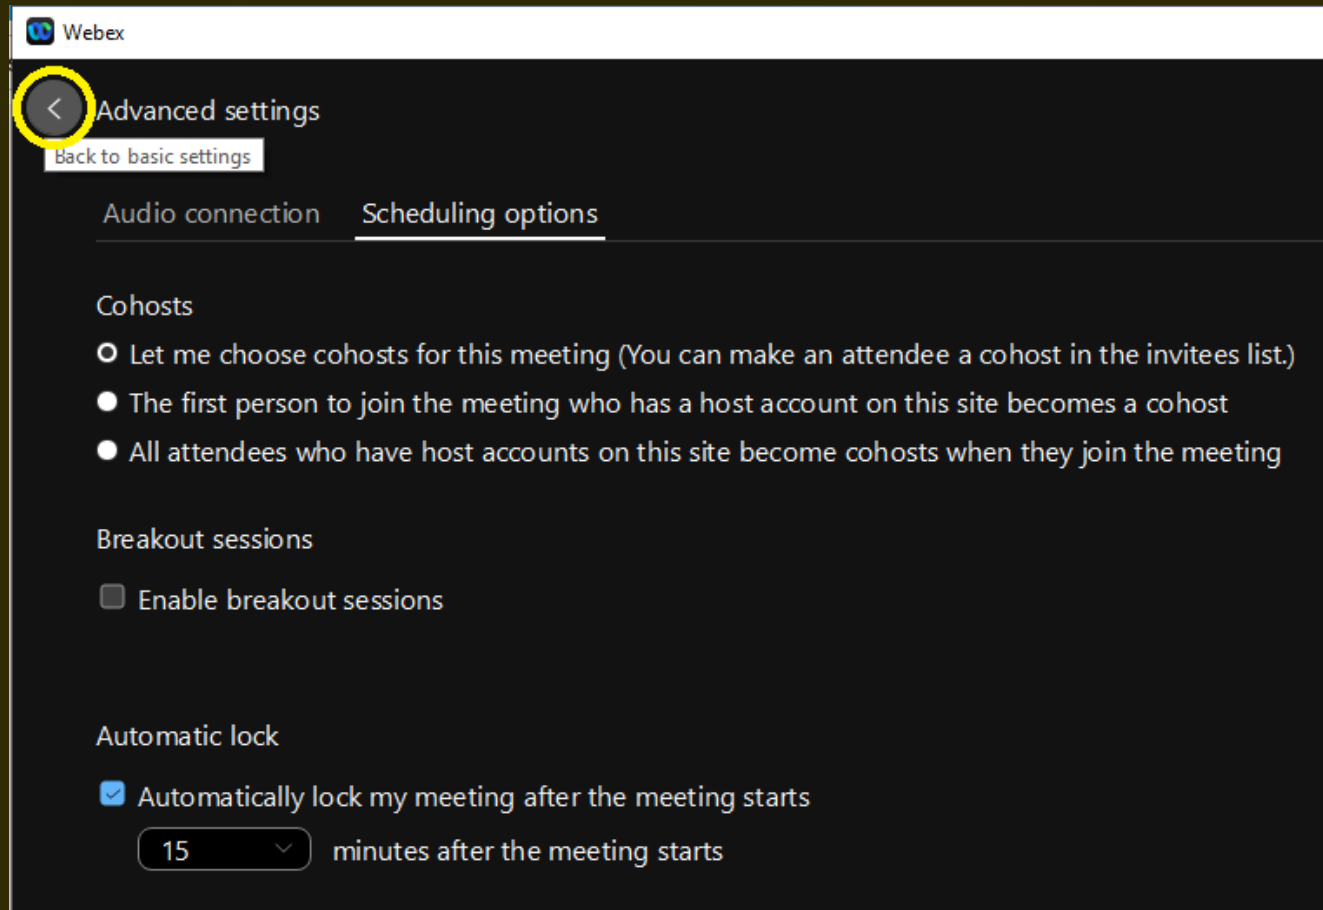 Webex
Advanced settings
Back to basic settings
Audio connection Scheduling options
Cohosts
Let me choose cohosts for this meeting (You can make an attendee a cohost in the invitees list.)
The first person to join the meeting who has a host account on this site becomes a cohost
All attendees who have host accounts on this site become cohosts when they join the meeting
Breakout sessions
Enable breakout sessions
Automatic lock
Automatically lock my meeting after the meeting starts
15 minutes after the meeting starts